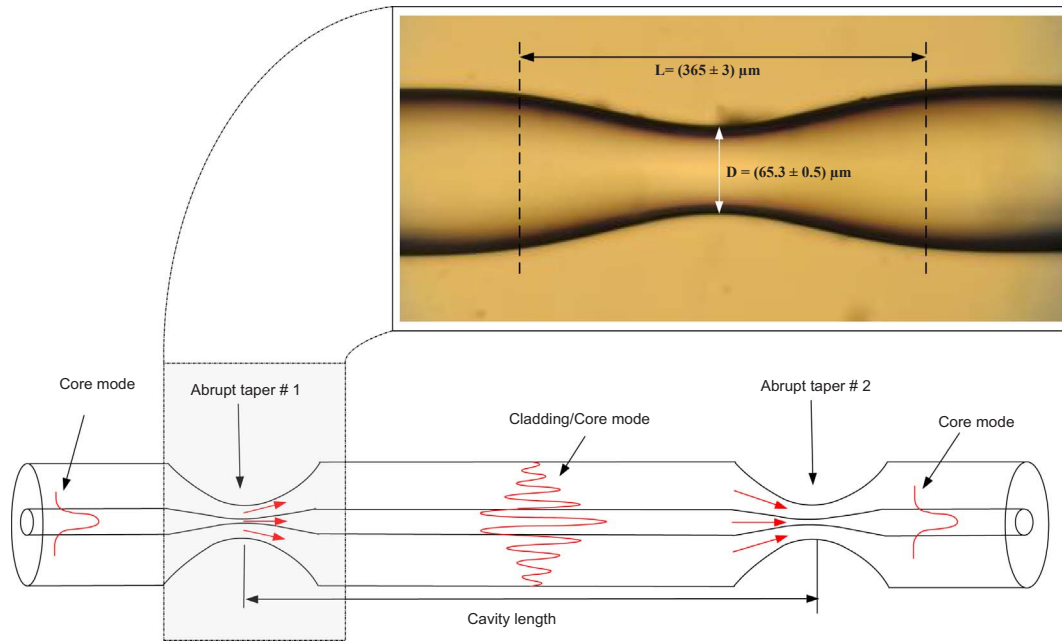 L= (365 ± 3) µm
D = (65.3 ± 0.5) µm
Core mode
Abrupt taper # 1
Cladding/Core mode
Abrupt taper # 2
Core mode
Cavity length